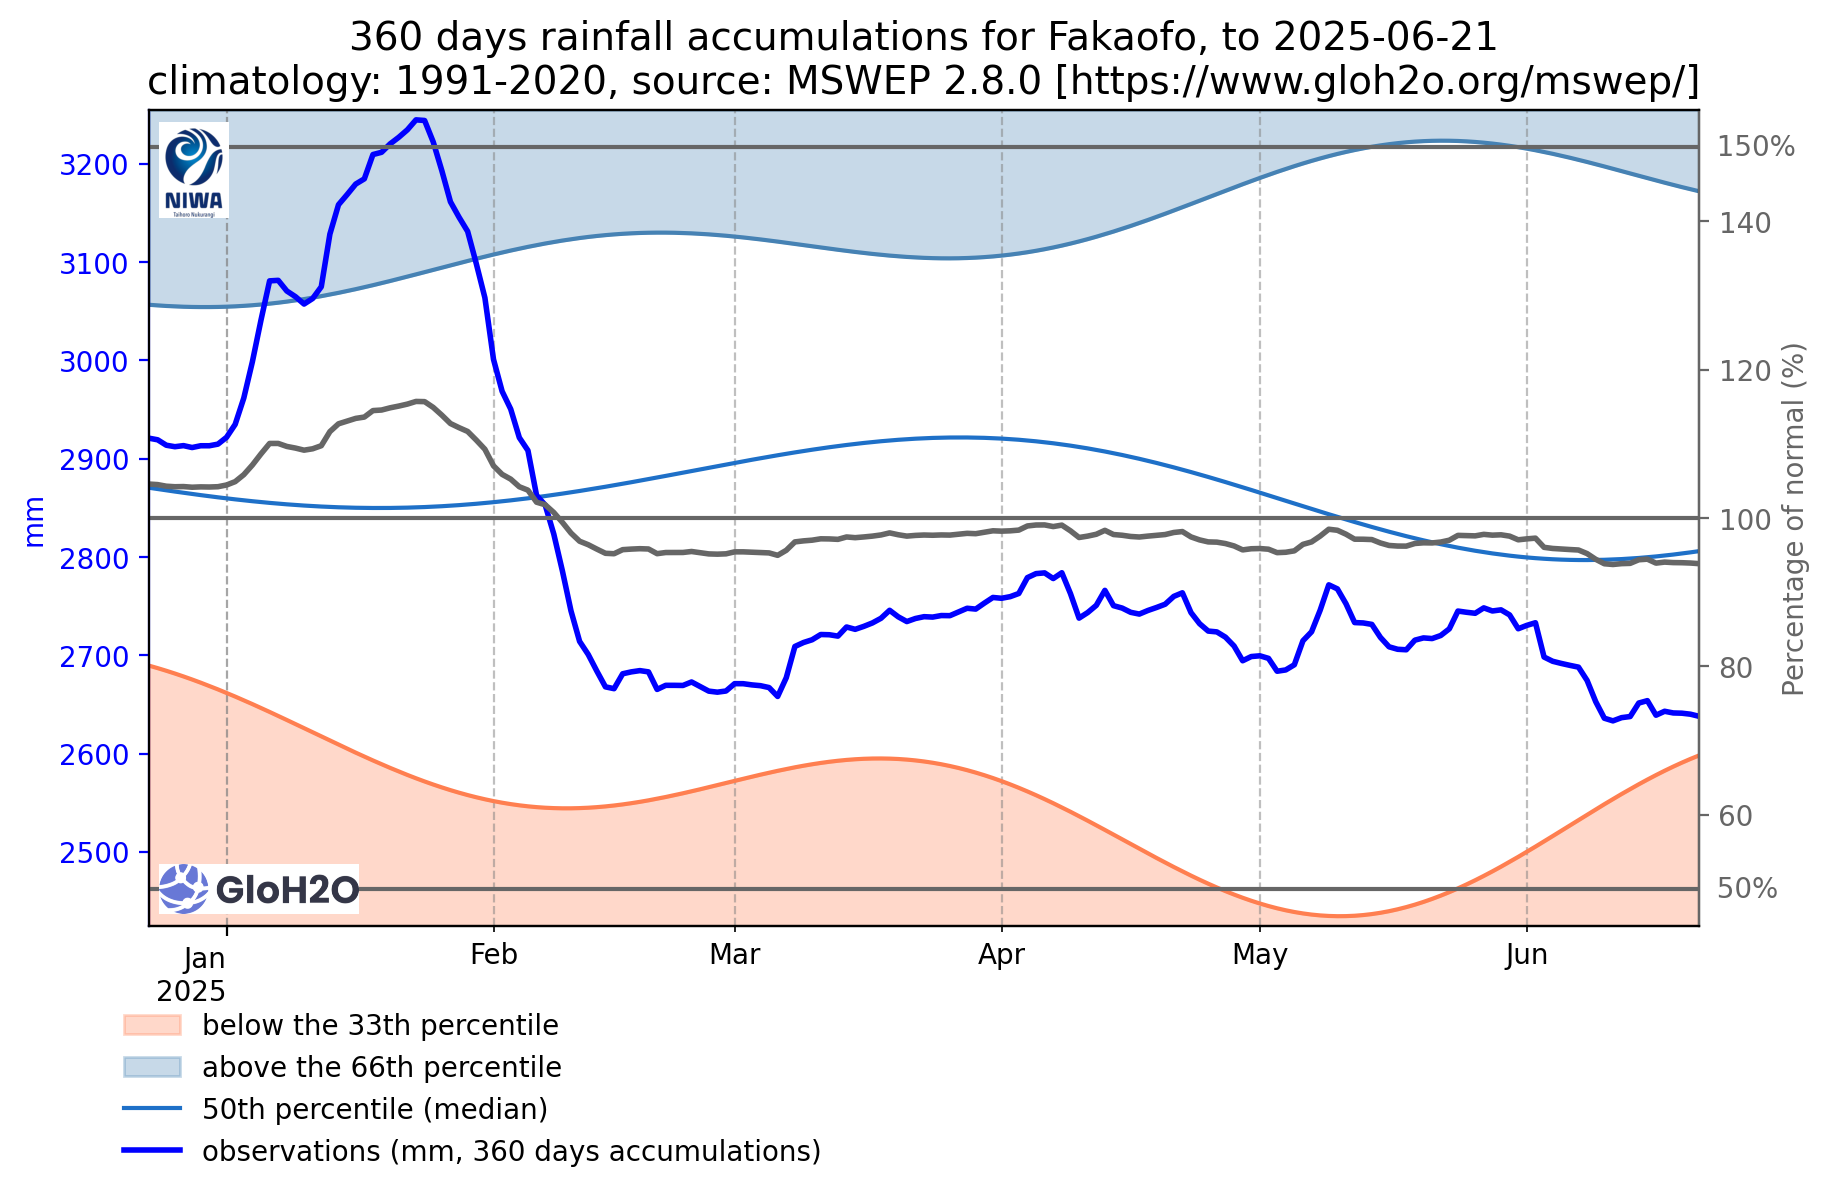 360 days rainfall accumulations for Fakaofo, to 2025-06-21
climatology: 1991-2020, source: MSWEP 2.8.0 [https://www.gloh2o.org/mswep/]
NIWA
Taihoro Nukurangi
3200
3100
3000
2900
2800
2700
2600
2500
mm
150%
140
120
100
80
60
50%
Percentage of normal (%)
GloH2O
Jan
2025
Feb
Mar
Apr
May
Jun
below the 33th percentile
above the 66th percentile
50th percentile (median)
observations (mm, 360 days accumulations)